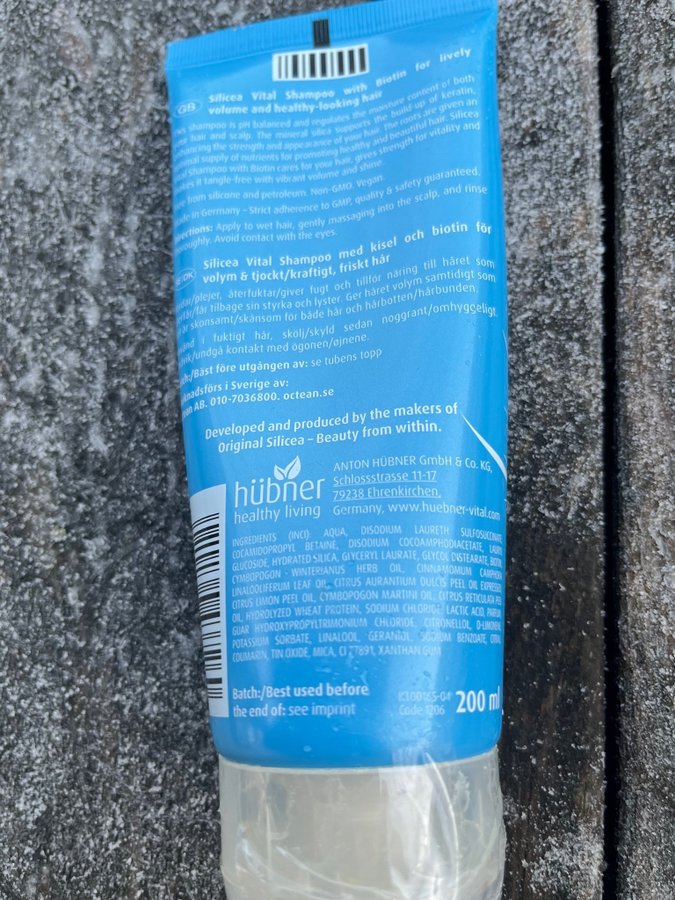 GB
Silicea Vital Shampoo with Biotin for lively
volume and healthy-looking hair
shampoo is pH balanced and regulates the moisture content of both
hair and scalp. The mineral silica supports the build-up of keratin,
enhancing the strength and appearance of your hair. The roots are given an
supply of nutrients for promoting healthy and beautiful hair. Silicea
Shampoo with Biotin cares for your hair, gives strength for vitality and
makes it tangle-free with vibrant volume and shine.
Free from silicone and petroleum. Non-GMO. Vegan.
Made in Germany – Strict adherence to GMP, quality & safety guaranteed.
Directions: Apply to wet hair, gently massaging into the scalp, and rinse
thoroughly. Avoid contact with the eyes.
Silicea Vital Shampoo med kisel och biotin för
volym & tjockt/kraftigt, friskt hår
återfuktar/giver fugt og tillför näring till håret som
får tilbage sin styrka och lyster. Ger håret volym samtidigt som
är skonsamt/skånsom för både hår och hårbotten/hårbunden.
i fuktigt hår, skölj/skyld sedan noggrant/omhyggeligt.
undgå kontakt med ögonen/øjnene.
Bäst före utgången av: se tubens topp
Marknadsförs i Sverige av:
AB. 010-7036800. octean.se
Developed and produced by the makers of
Original Silicea – Beauty from within.
hübner
healthy living
ANTON HÜBNER GmbH & Co. KG,
Schlossstrasse 11-17
79238 Ehrenkirchen,
Germany, www.huebner-vital.com
INGREDIENTS (INCI): AQUA, DISODIUM LAURETH SULFOSUCCINATE,
COCAMIDOPROPYL BETAINE, DISODIUM COCOAMPHODIACETATE, LAURYL
GLUCOSIDE, HYDRATED SILICA, GLYCERYL LAURATE, GLYCOL DISTEARATE, BIOTIN,
CYMBOPOGON WINTERIANUS HERB OIL, CINNAMOMUM CAMPHORA
LINALOOLIFERUM LEAF OIL, CITRUS AURANTIUM DULCIS PEEL OIL EXPRESSED,
CITRUS LIMON PEEL OIL, CYMBOPOGON MARTINI OIL, CITRUS RETICULATA PEEL
OIL, HYDROLYZED WHEAT PROTEIN, SODIUM CHLORIDE, LACTIC ACID, PARFUM,
GUAR HYDROXYPROPYLTRIMONIUM CHLORIDE, CITRONELLOL, D-LIMONENE,
POTASSIUM SORBATE, LINALOOL, GERANIOL, SODIUM BENZOATE, CITRAL,
COUMARIN, TIN OXIDE, MICA, CI 77891, XANTHAN GUM
Batch:/Best used before
the end of: see imprint
K100165-04
Code 1206
200 ml